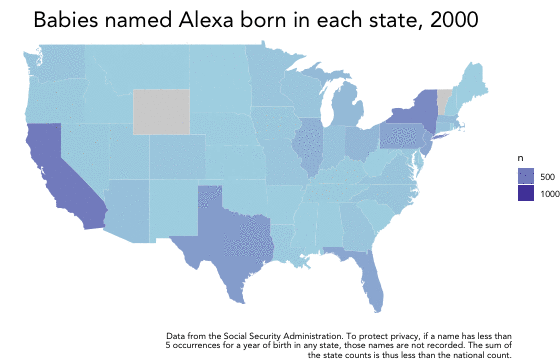 Babies named Alexa born in each state, 2000
n
500
1000
Data from the Social Security Administration. To protect privacy, if a name has less than
5 occurrences for a year of birth in any state, those names are not recorded. The sum of
the state counts is thus less than the national count.